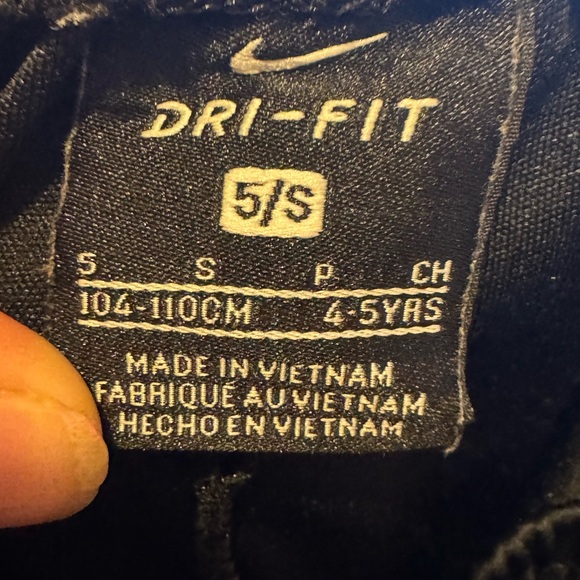 DRI-FIT
5/S
5 S P CH
104-110CM 4-5YRS
MADE IN VIETNAM
FABRIQUÉ AU VIETNAM
HECHO EN VIETNAM